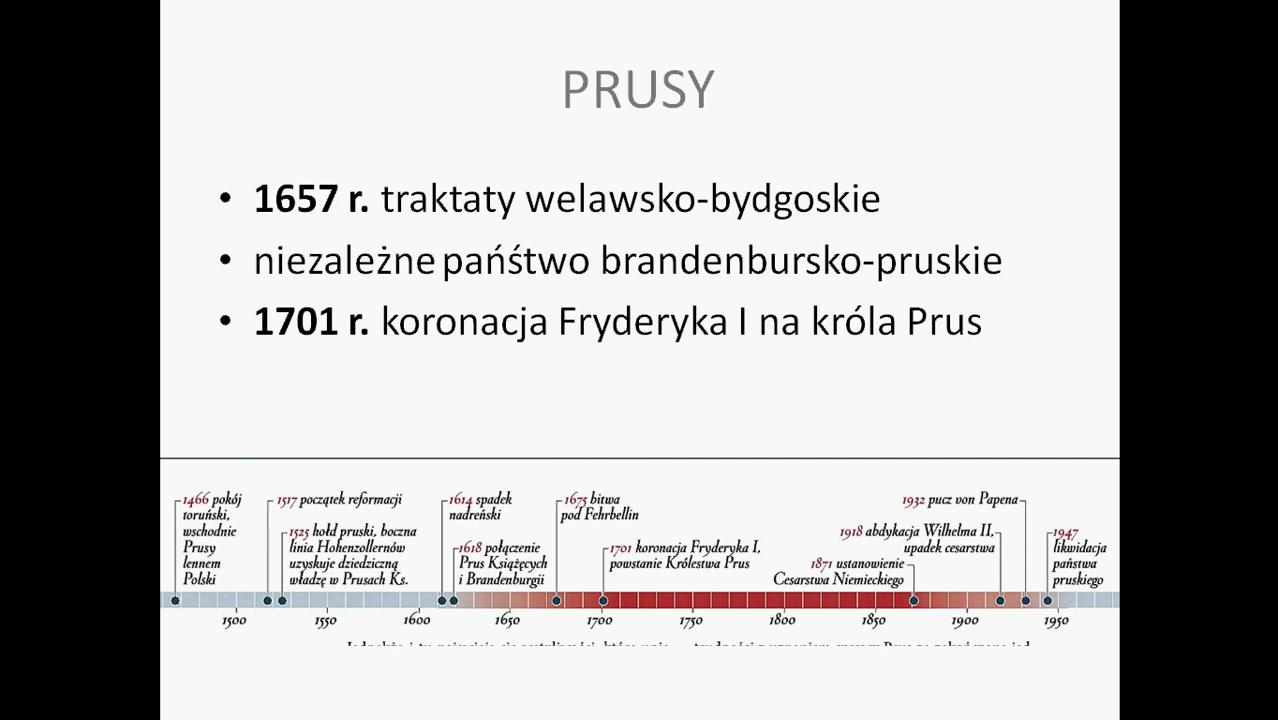 PRUSY
• 1657 r. traktaty welawsko-bydgoskie
• niezależne pańśtwo brandenbursko-pruskie
• 1701 r. koronacja Fryderyka I na króla Prus
1466 pokój
toruński,
wschodnie
Prusy
lennem
Polski
1517 początek reformacji
1525 hołd pruski, boczna
linia Hohenzollernów
uzyskuje dziedziczną
władzę w Prusach Ks.
1614 spadek
nadreński
1618 połączenie
Prus Książęcych
i Brandenburgii
1675 bitwa
pod Fehrbellin
1701 koronacja Fryderyka I,
powstanie Królestwa Prus
1871 ustanowienie
Cesarstwa Niemieckiego
1918 abdykacja Wilhelma II,
upadek cesarstwa
1932 pucz von Papena
1947
likwidacja
państwa
pruskiego
1500 1550 1600 1650 1700 1750 1800 1850 1900 1950